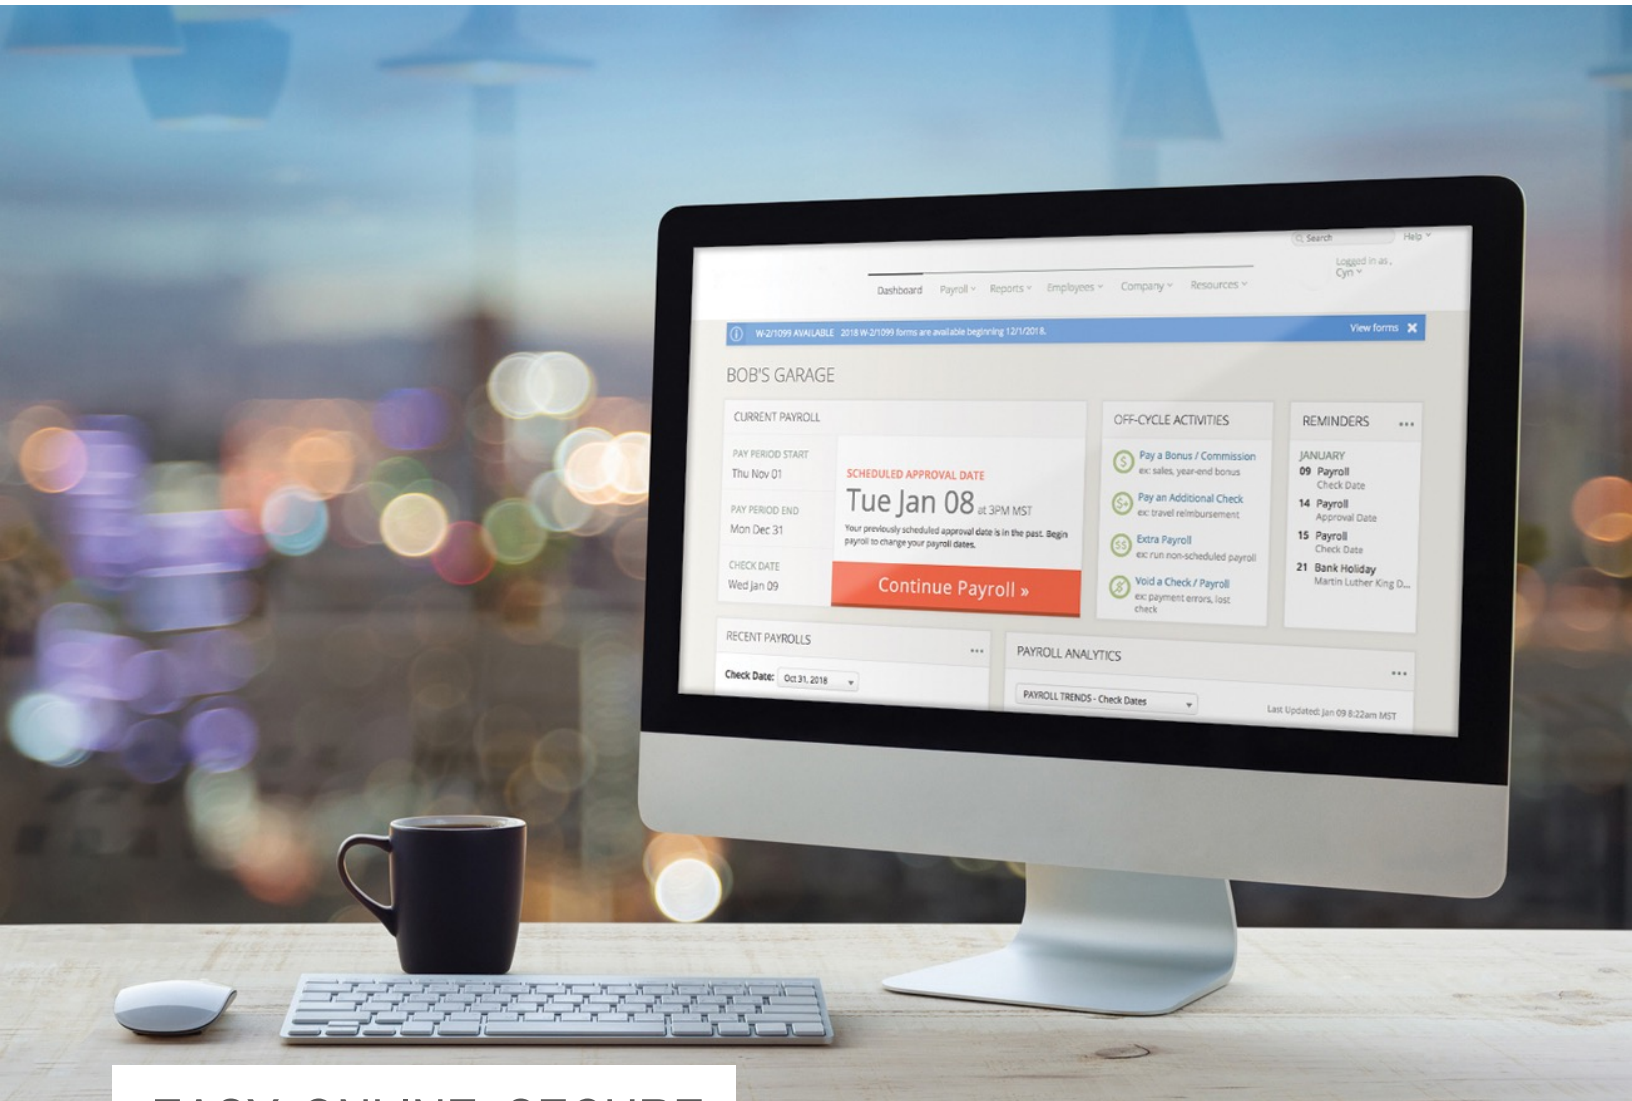 Search
Help
Logged in as ,
Cyn
Dashboard Payroll Reports Employees Company Resources
W-2/1099 AVAILABLE 2018 W-2/1099 forms are available beginning 12/1/2018. View forms
BOB'S GARAGE
CURRENT PAYROLL
PAY PERIOD START
Thu Nov 01
PAY PERIOD END
Mon Dec 31
CHECK DATE
Wed Jan 09
SCHEDULED APPROVAL DATE
Tue Jan 08 at 3PM MST
Your previously scheduled approval date is in the past. Begin
payroll to change your payroll dates.
Continue Payroll »
OFF-CYCLE ACTIVITIES
Pay a Bonus / Commission
ex: sales, year-end bonus
Pay an Additional Check
ex: travel reimbursement
Extra Payroll
ex: run non-scheduled payroll
Void a Check / Payroll
ex: payment errors, lost
check
REMINDERS
JANUARY
09 Payroll
Check Date
14 Payroll
Approval Date
15 Payroll
Check Date
21 Bank Holiday
Martin Luther King D...
RECENT PAYROLLS
Check Date: Oct 31, 2018
PAYROLL ANALYTICS
PAYROLL TRENDS - Check Dates
Last Updated: Jan 09 8:22am MST
EASY. ONLINE. SECURE.